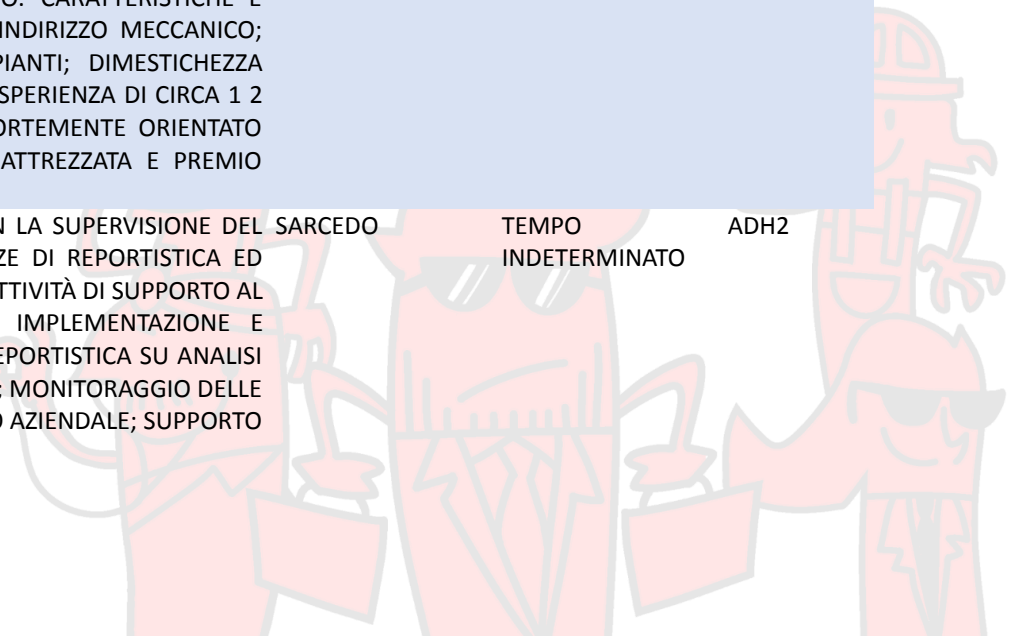 O. CARATTERISTICHE E
INDIRIZZO MECCANICO;
PIANTI; DIMESTICHEZZA
SPERIENZA DI CIRCA 1 2
ORTEMENTE ORIENTATO
ATTREZZATA E PREMIO
N LA SUPERVISIONE DEL SARCEDO TEMPO ADH2
ZE DI REPORTISTICA ED INDETERMINATO
TTIVITÀ DI SUPPORTO AL
IMPLEMENTAZIONE E
EPORTISTICA SU ANALISI
; MONITORAGGIO DELLE
O AZIENDALE; SUPPORTO